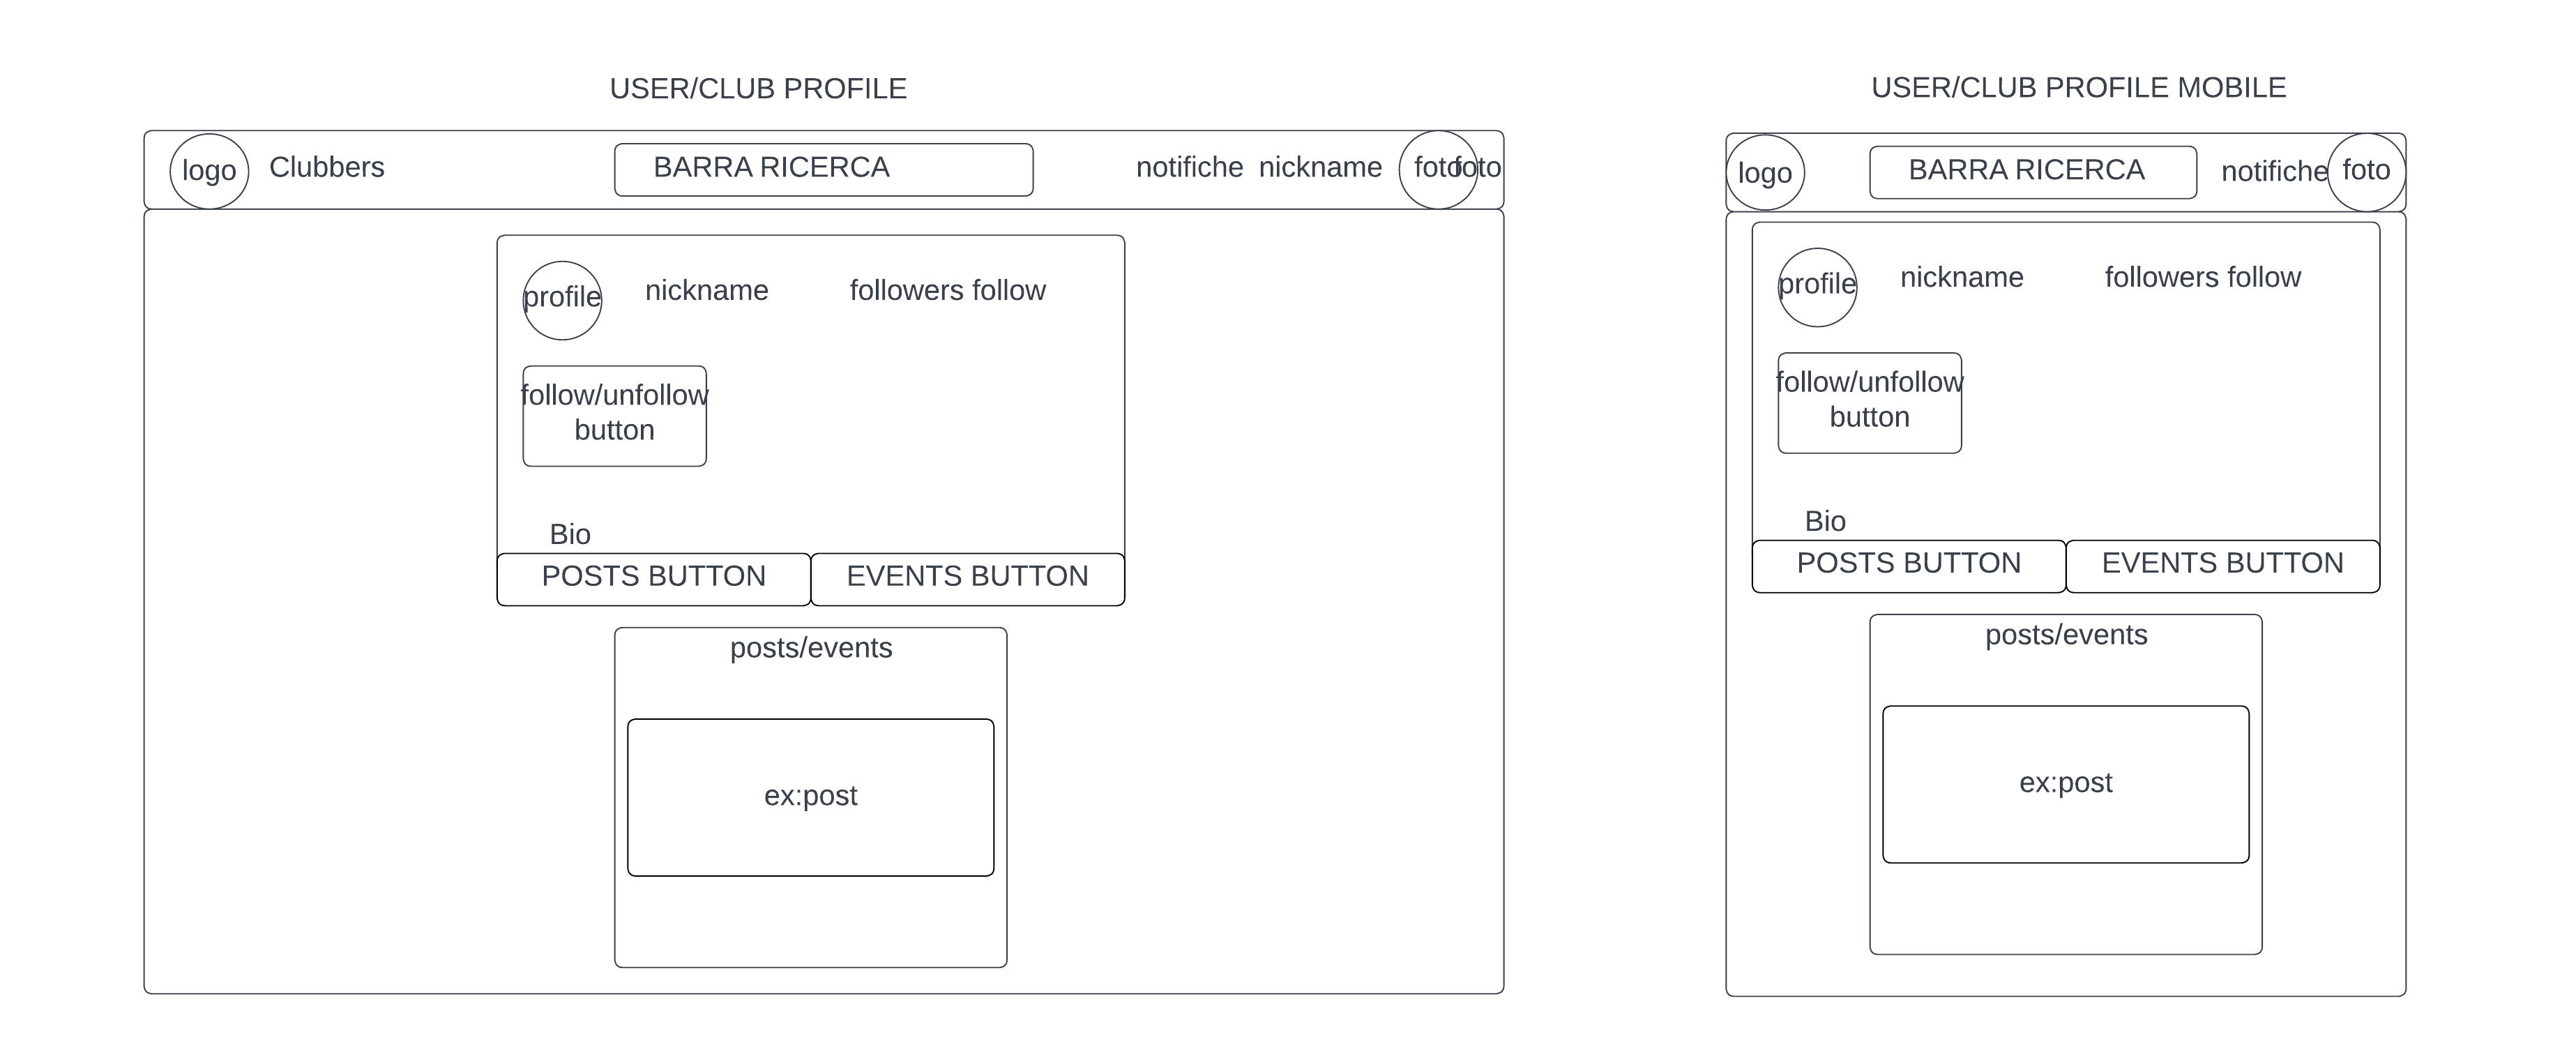 USER/CLUB PROFILE
logo
Clubbers
BARRA RICERCA
notifiche
nickname
foto
foto
profile
nickname
followers follow
follow/unfollow
button
Bio
POSTS BUTTON
EVENTS BUTTON
posts/events
ex:post
USER/CLUB PROFILE MOBILE
logo
BARRA RICERCA
notifiche
foto
profile
nickname
followers follow
follow/unfollow
button
Bio
POSTS BUTTON
EVENTS BUTTON
posts/events
ex:post